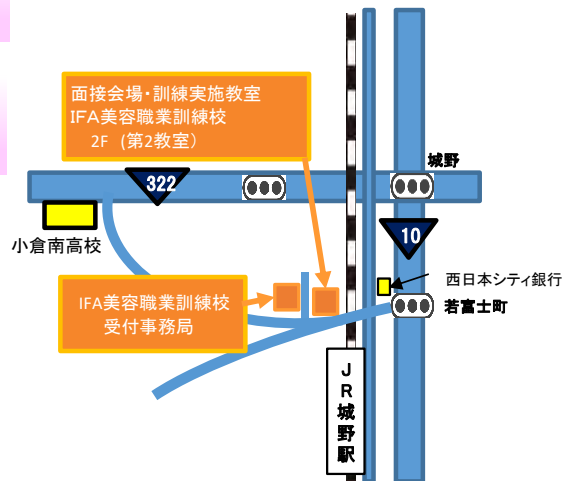 面接会場・訓練実施教室
IFA美容職業訓練校
2F (第2教室)
城野
322
小倉南高校
10
西日本シティ銀行
IFA美容職業訓練校
受付事務局
若富士町
JR城野駅